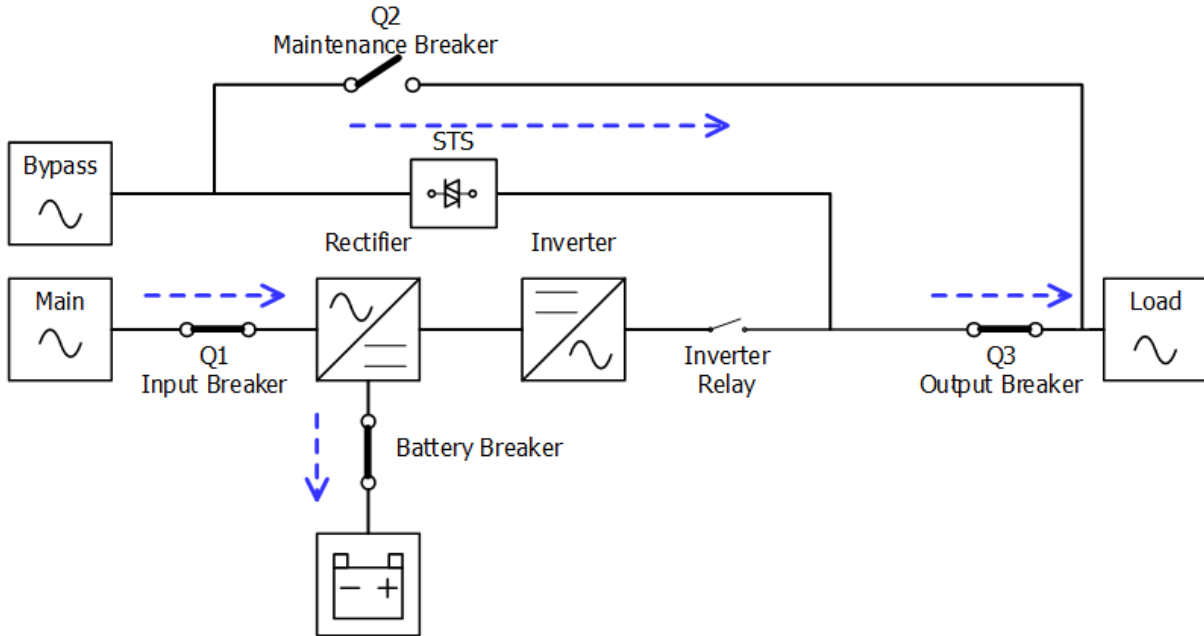 Q2
Maintenance Breaker
STS
Bypass
Rectifier
Inverter
Main
Load
Q1
Input Breaker
Inverter
Relay
Q3
Output Breaker
Battery Breaker
− +